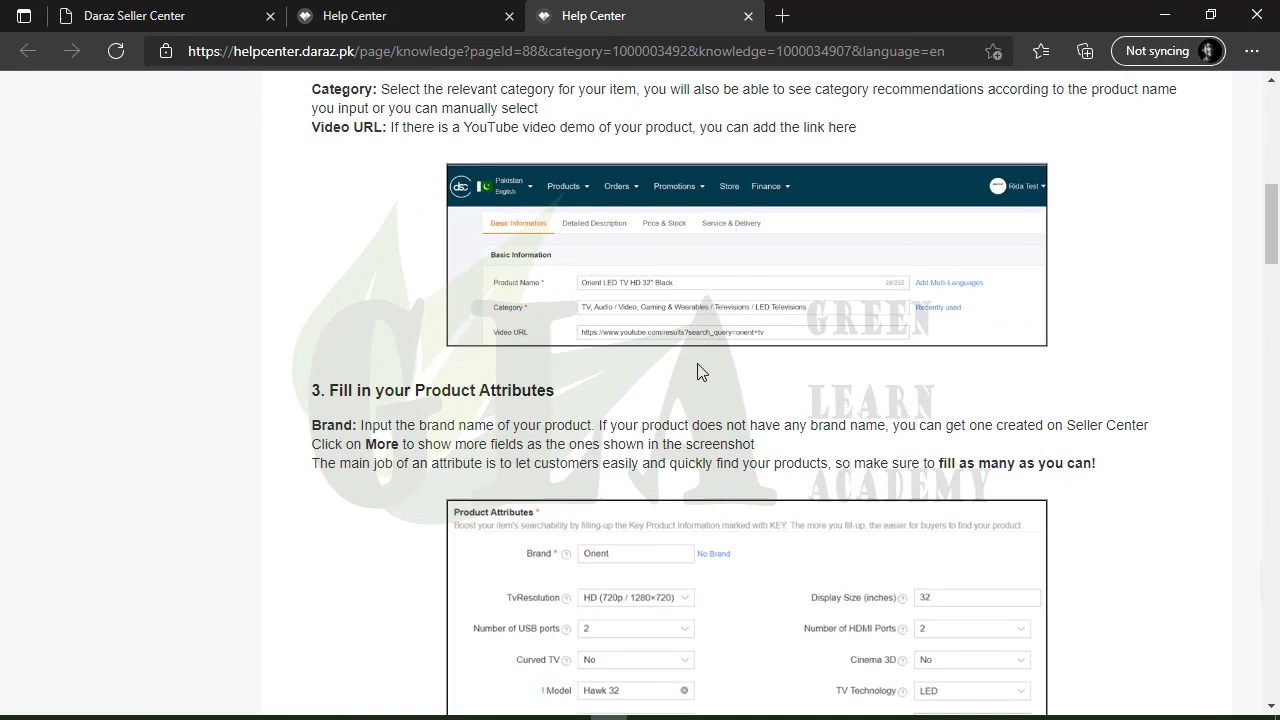 Daraz Seller Center
Help Center
Help Center
https://helpcenter.daraz.pk/page/knowledge?pageId=88&category=1000003492&knowledge=1000034907&language=en
Not syncing
Category: Select the relevant category for your item, you will also be able to see category recommendations according to the product name
you input or you can manually select
Video URL: If there is a YouTube video demo of your product, you can add the link here
dsc Pakistan English Products Orders Promotions Store Finance Rida Test
Basic Information Detailed Description Price & Stock Service & Delivery
Basic Information
Product Name * Orient LED TV HD 32" Black 26/255 Add Multi-Languages
Category * TV, Audio / Video, Gaming & Wearables / Televisions / LED Televisions Recently used
Video URL https://www.youtube.com/results?search_query=orient+tv
GLA GREEN
LEARN
ACADEMY
3. Fill in your Product Attributes
Brand: Input the brand name of your product. If your product does not have any brand name, you can get one created on Seller Center
Click on More to show more fields as the ones shown in the screenshot
The main job of an attribute is to let customers easily and quickly find your products, so make sure to fill as many as you can!
Product Attributes *
Boost your item's searchability by filling-up the Key Product Information marked with KEY. The more you fill-up, the easier for buyers to find your product.
Brand * Orient No Brand
TvResolution HD (720p / 1280×720) Display Size (inches) 32
Number of USB ports 2 Number of HDMI Ports 2
Curved TV No Cinema 3D No
Model Hawk 32 TV Technology LED